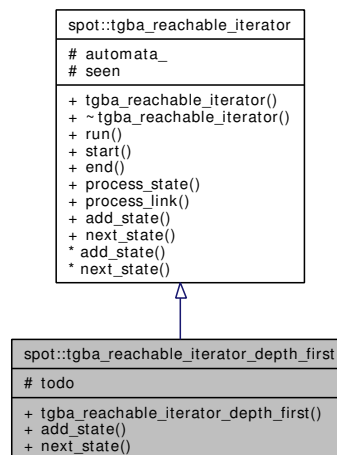 spot::tgba_reachable_iterator
# automata_
# seen
+ tgba_reachable_iterator()
+ ~tgba_reachable_iterator()
+ run()
+ start()
+ end()
+ process_state()
+ process_link()
+ add_state()
+ next_state()
* add_state()
* next_state()
spot::tgba_reachable_iterator_depth_first
# todo
+ tgba_reachable_iterator_depth_first()
+ add_state()
+ next_state()